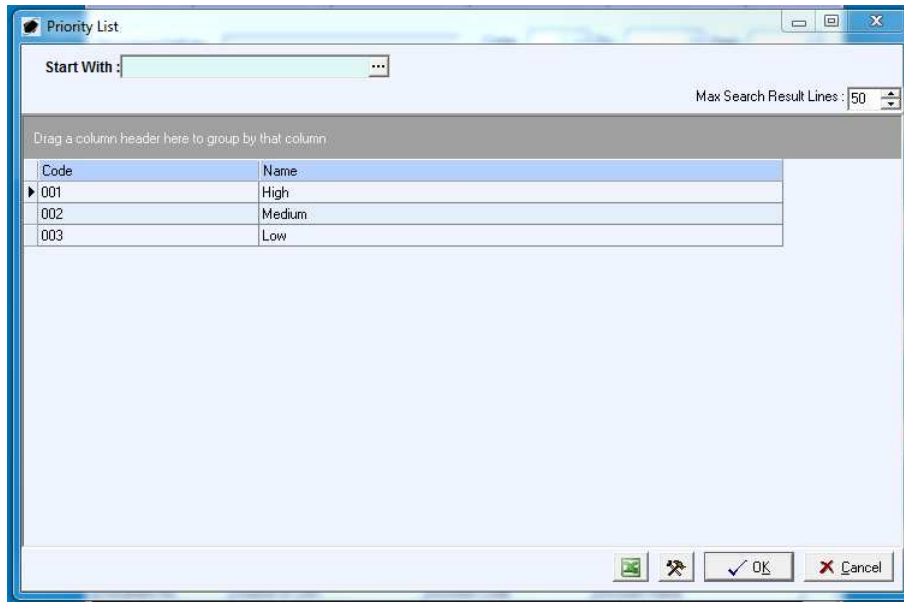 Priority List
Start With :
Max Search Result Lines : 50
Drag a column header here to group by that column
Code Name
001 High
002 Medium
003 Low
OK Cancel